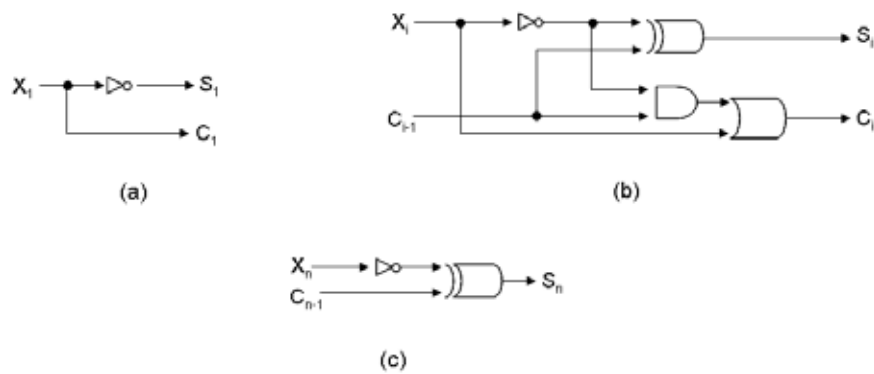 X₁ S₁
C₁
(a)
Xᵢ Sᵢ
Cᵢ₋₁ Cᵢ
(b)
Xₙ
Cₙ₋₁
Sₙ
(c)